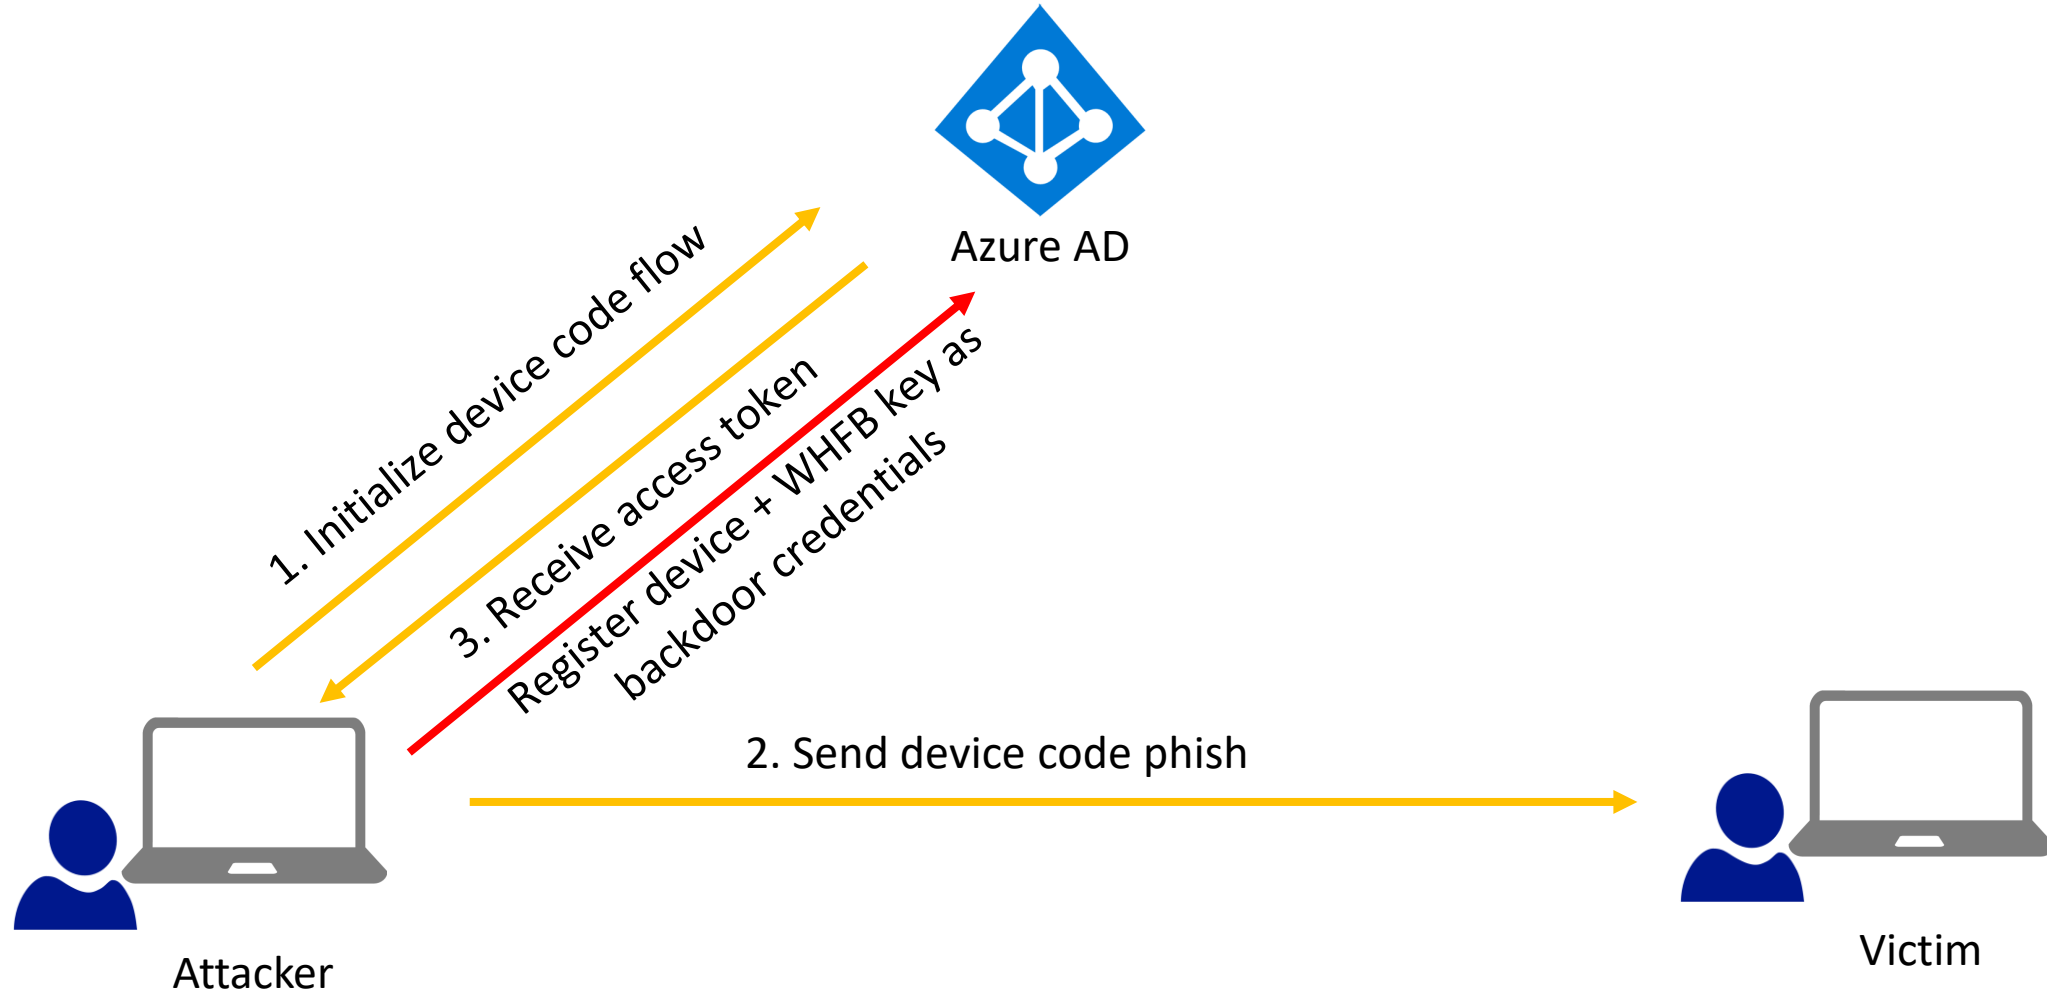 Azure AD
1. Initialize device code flow
3. Receive access token
Register device + WHFB key as
backdoor credentials
2. Send device code phish
Attacker
Victim